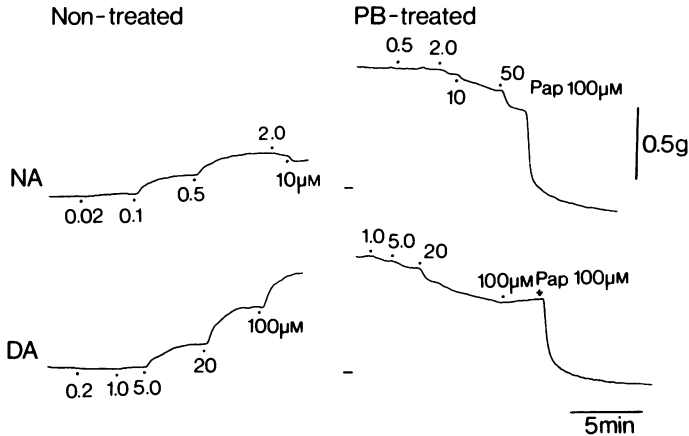 Non-treated
PB-treated
0.5 2.0
50
Pap 100μM
10
0.5g
2.0
NA
10μM
0.5
0.02 0.1
1.0 5.0 20
100μM Pap 100μM
100μM
DA
20
0.2 1.0 5.0
5min